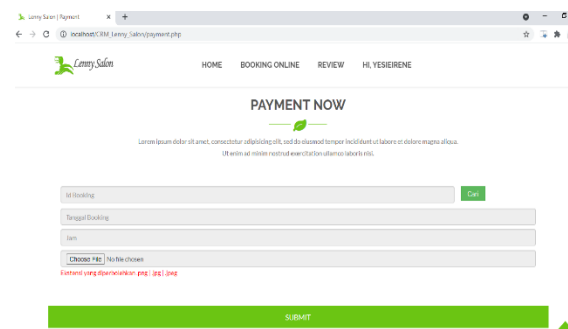 Lenny Salon | Payment
localhost/CRM_Lenny_Salon/payment.php
Lenny Salon HOME BOOKING ONLINE REVIEW HI, YESIEIRENE
PAYMENT NOW
Lorem ipsum dolor sit amet, consectetur adipisicing elit, sed do eiusmod tempor incididunt ut labore et dolore magna aliqua.
Ut enim ad minim nostrud exercitation ullamco laboris nisi.
Id Booking Cari
Tanggal Booking
Jam
Choose File No file chosen
Ekstensi yang diperbolehkan .png | .jpg | .jpeg
SUBMIT